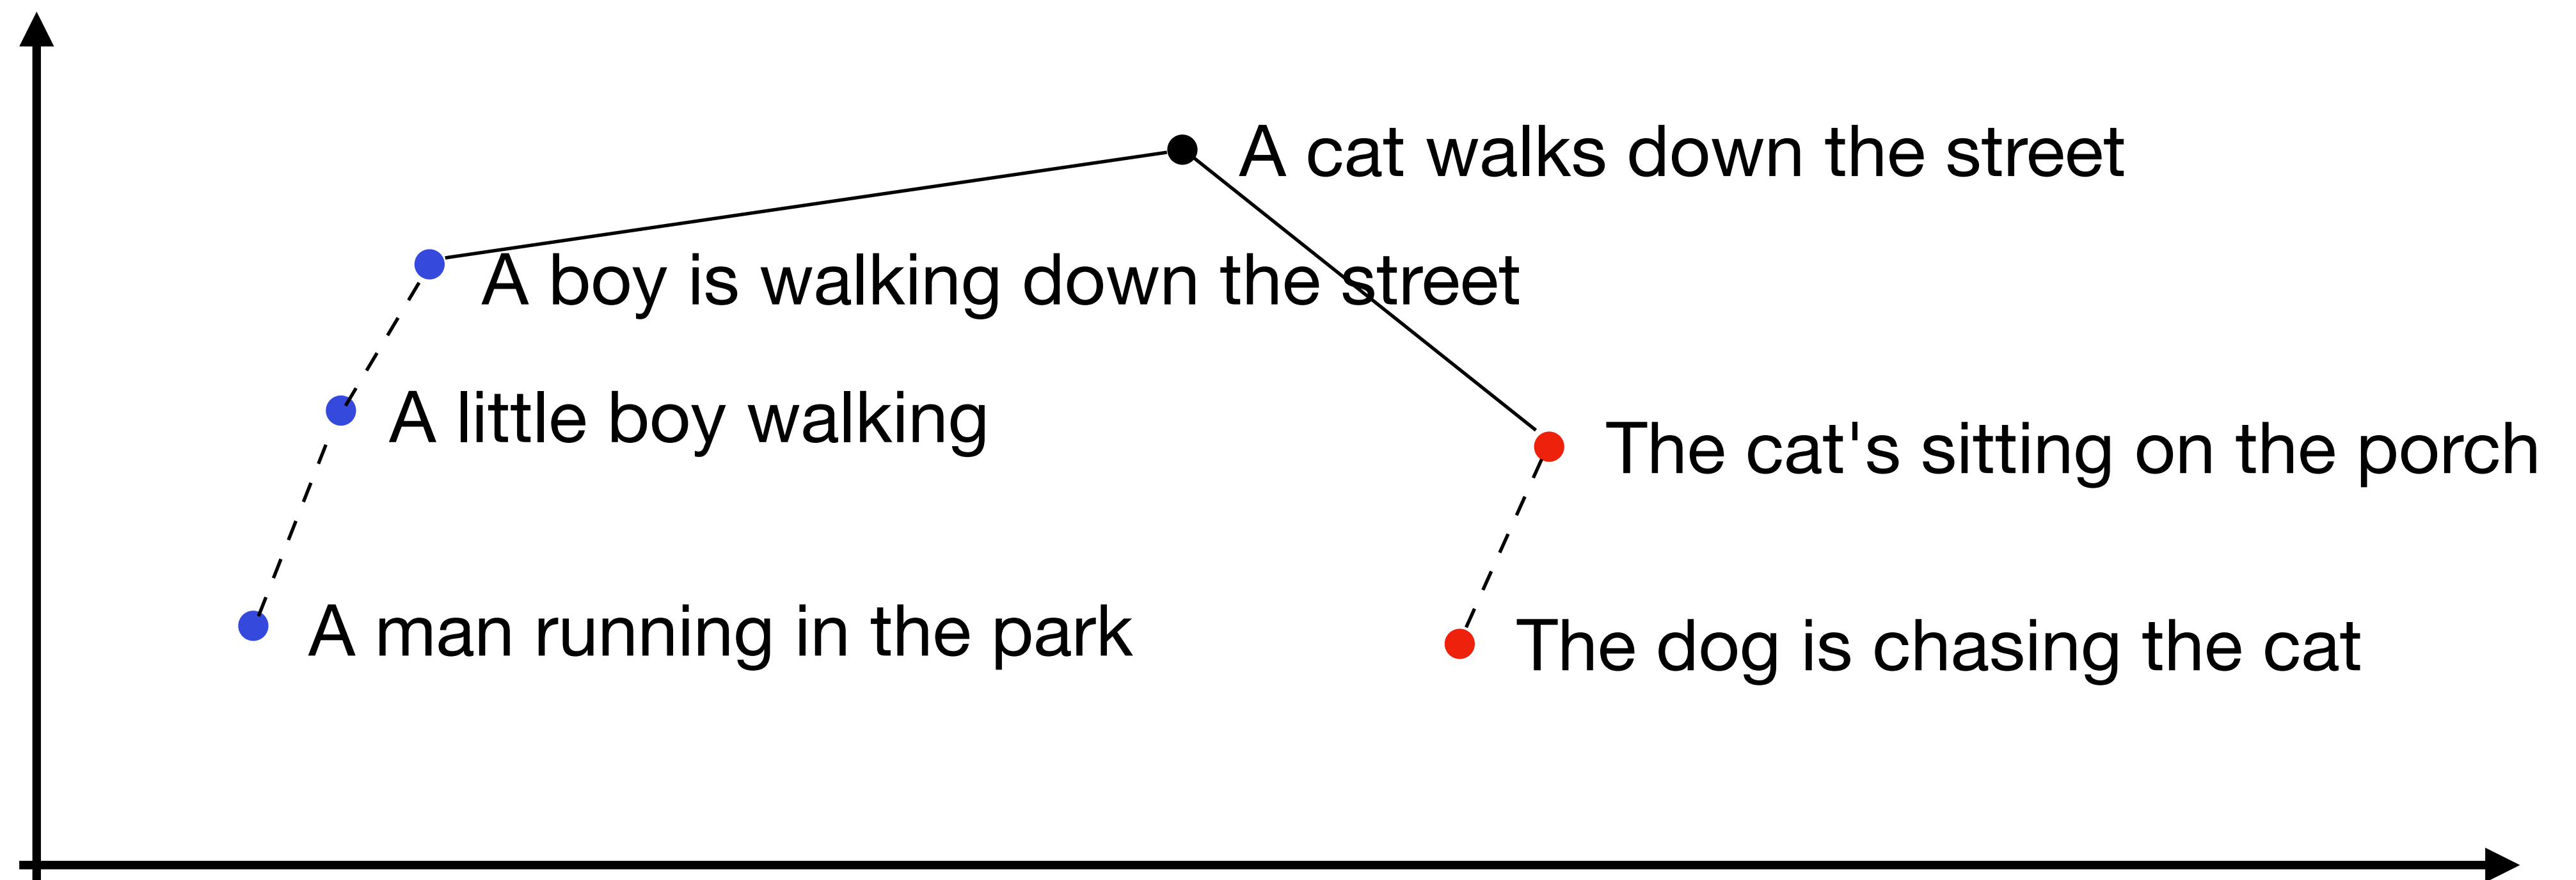 A cat walks down the street
A boy is walking down the street
A little boy walking
The cat's sitting on the porch
A man running in the park
The dog is chasing the cat